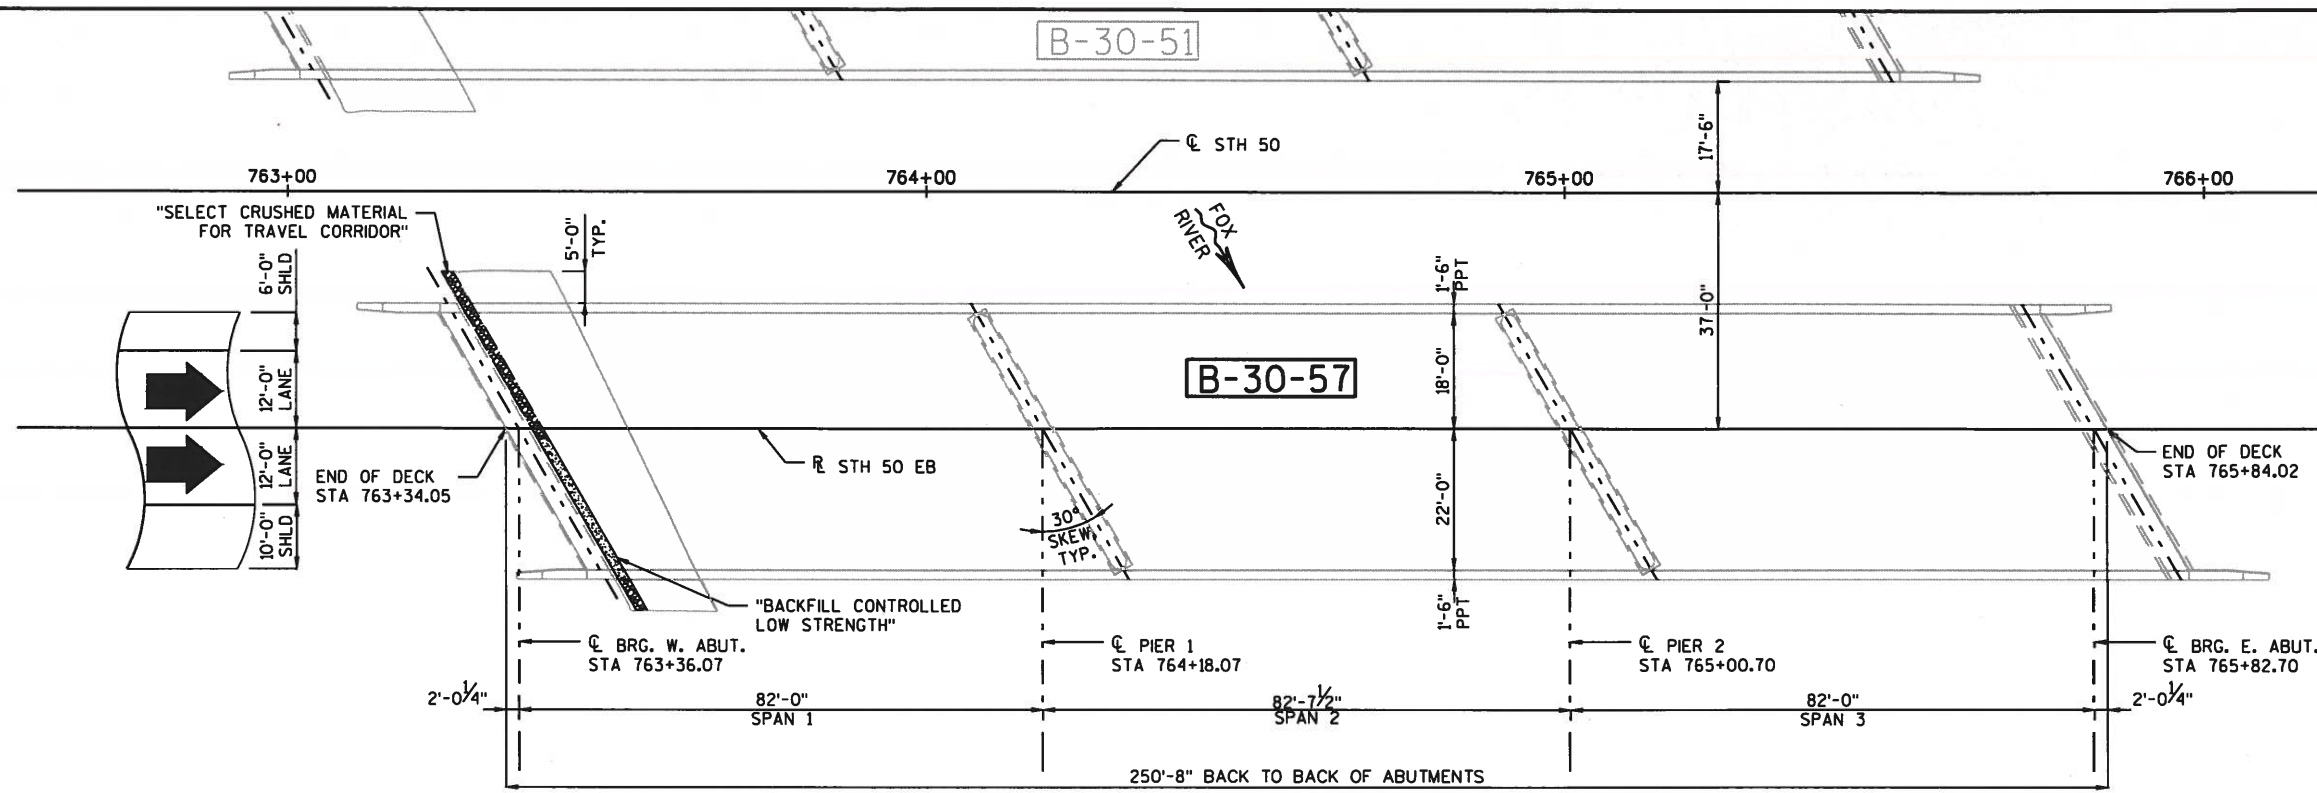 B-30-51
17'-6"
℄ STH 50
763+00
764+00
765+00
766+00
"SELECT CRUSHED MATERIAL
FOR TRAVEL CORRIDOR"
5'-0"
TYP.
FOX
RIVER
6'-0"
SHLD
12'-0"
LANE
12'-0"
LANE
10'-0"
SHLD
1'-6"
PPT
37'-0"
B-30-57
18'-0"
22'-0"
1'-6"
PPT
END OF DECK
STA 763+34.05
R̲L STH 50 EB
END OF DECK
STA 765+84.02
30°
SKEW
TYP.
"BACKFILL CONTROLLED
LOW STRENGTH"
℄ BRG. W. ABUT.
STA 763+36.07
℄ PIER 1
STA 764+18.07
℄ PIER 2
STA 765+00.70
℄ BRG. E. ABUT.
STA 765+82.70
2'-0 1/4"
82'-0"
SPAN 1
82'-7 1/2"
SPAN 2
82'-0"
SPAN 3
2'-0 1/4"
250'-8" BACK TO BACK OF ABUTMENTS